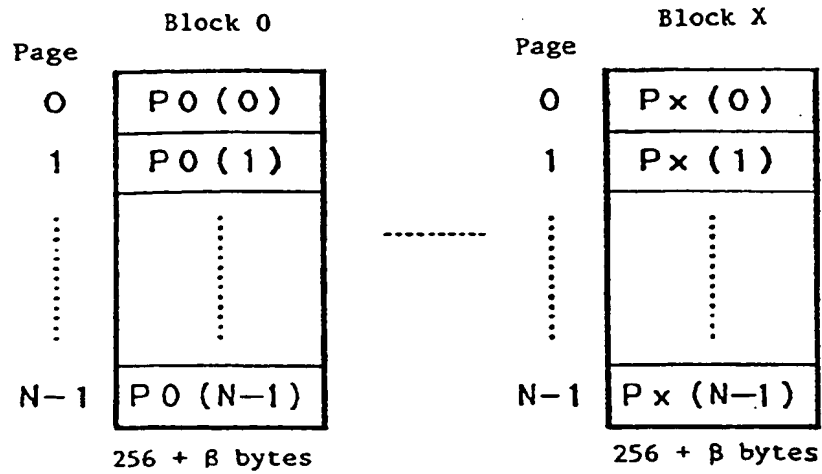 Block 0
Page
0 P0(0)
1 P0(1)
N-1 P0(N-1)
256 + β bytes
Block X
Page
0 Px(0)
1 Px(1)
N-1 Px(N-1)
256 + β bytes